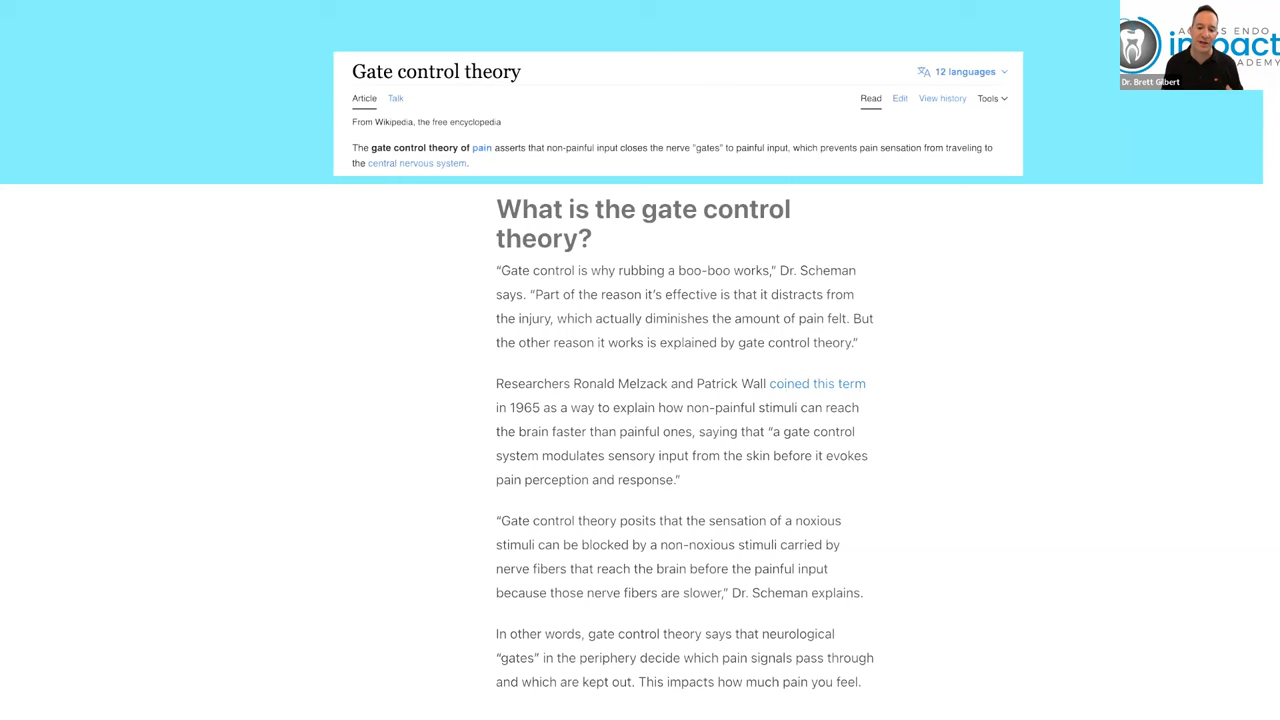 Gate control theory
12 languages
Article Talk
Read Edit View history Tools
From Wikipedia, the free encyclopedia
The gate control theory of pain asserts that non-painful input closes the nerve "gates" to painful input, which prevents pain sensation from traveling to
the central nervous system.
Dr. Brett Gilbert
What is the gate control
theory?
“Gate control is why rubbing a boo-boo works,” Dr. Scheman
says. “Part of the reason it’s effective is that it distracts from
the injury, which actually diminishes the amount of pain felt. But
the other reason it works is explained by gate control theory.”
Researchers Ronald Melzack and Patrick Wall coined this term
in 1965 as a way to explain how non-painful stimuli can reach
the brain faster than painful ones, saying that “a gate control
system modulates sensory input from the skin before it evokes
pain perception and response.”
“Gate control theory posits that the sensation of a noxious
stimuli can be blocked by a non-noxious stimuli carried by
nerve fibers that reach the brain before the painful input
because those nerve fibers are slower,” Dr. Scheman explains.
In other words, gate control theory says that neurological
“gates” in the periphery decide which pain signals pass through
and which are kept out. This impacts how much pain you feel.